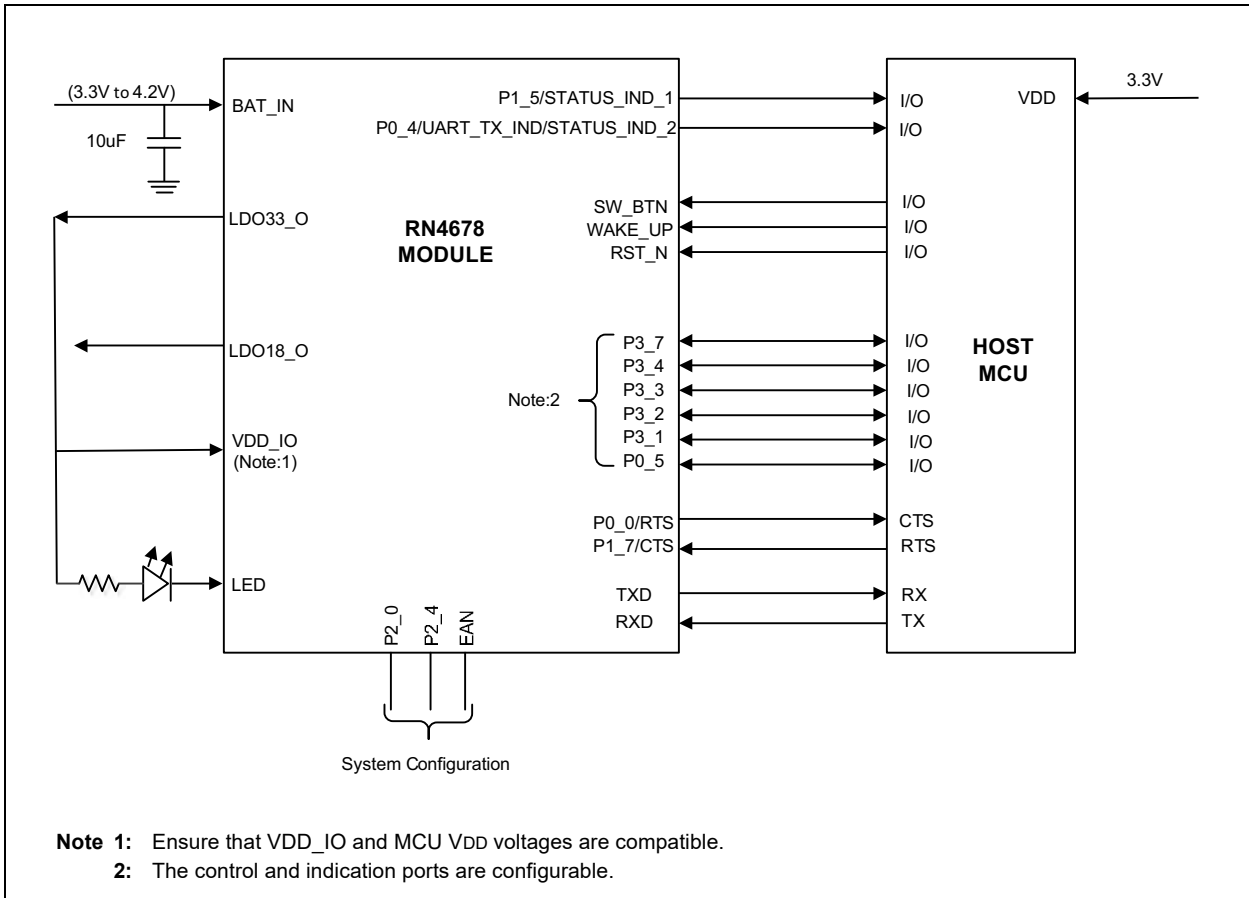 (3.3V to 4.2V)
BAT_IN
10uF
LDO33_O
RN4678
MODULE
LDO18_O
VDD_IO
(Note:1)
LED
P2_0
P2_4
EAN
System Configuration
P1_5/STATUS_IND_1
P0_4/UART_TX_IND/STATUS_IND_2
SW_BTN
WAKE_UP
RST_N
Note:2
P3_7
P3_4
P3_3
P3_2
P3_1
P0_5
P0_0/RTS
P1_7/CTS
TXD
RXD
I/O
I/O
I/O
I/O
I/O
I/O
I/O
I/O
I/O
I/O
I/O
CTS
RTS
RX
TX
VDD
3.3V
HOST
MCU
Note 1: Ensure that VDD_IO and MCU VDD voltages are compatible.
2: The control and indication ports are configurable.